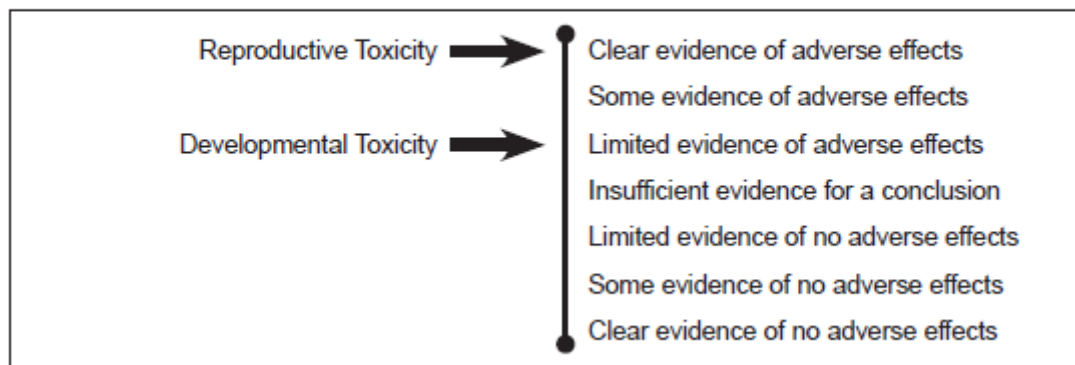 Reproductive Toxicity Clear evidence of adverse effects
Some evidence of adverse effects
Developmental Toxicity Limited evidence of adverse effects
Insufficient evidence for a conclusion
Limited evidence of no adverse effects
Some evidence of no adverse effects
Clear evidence of no adverse effects